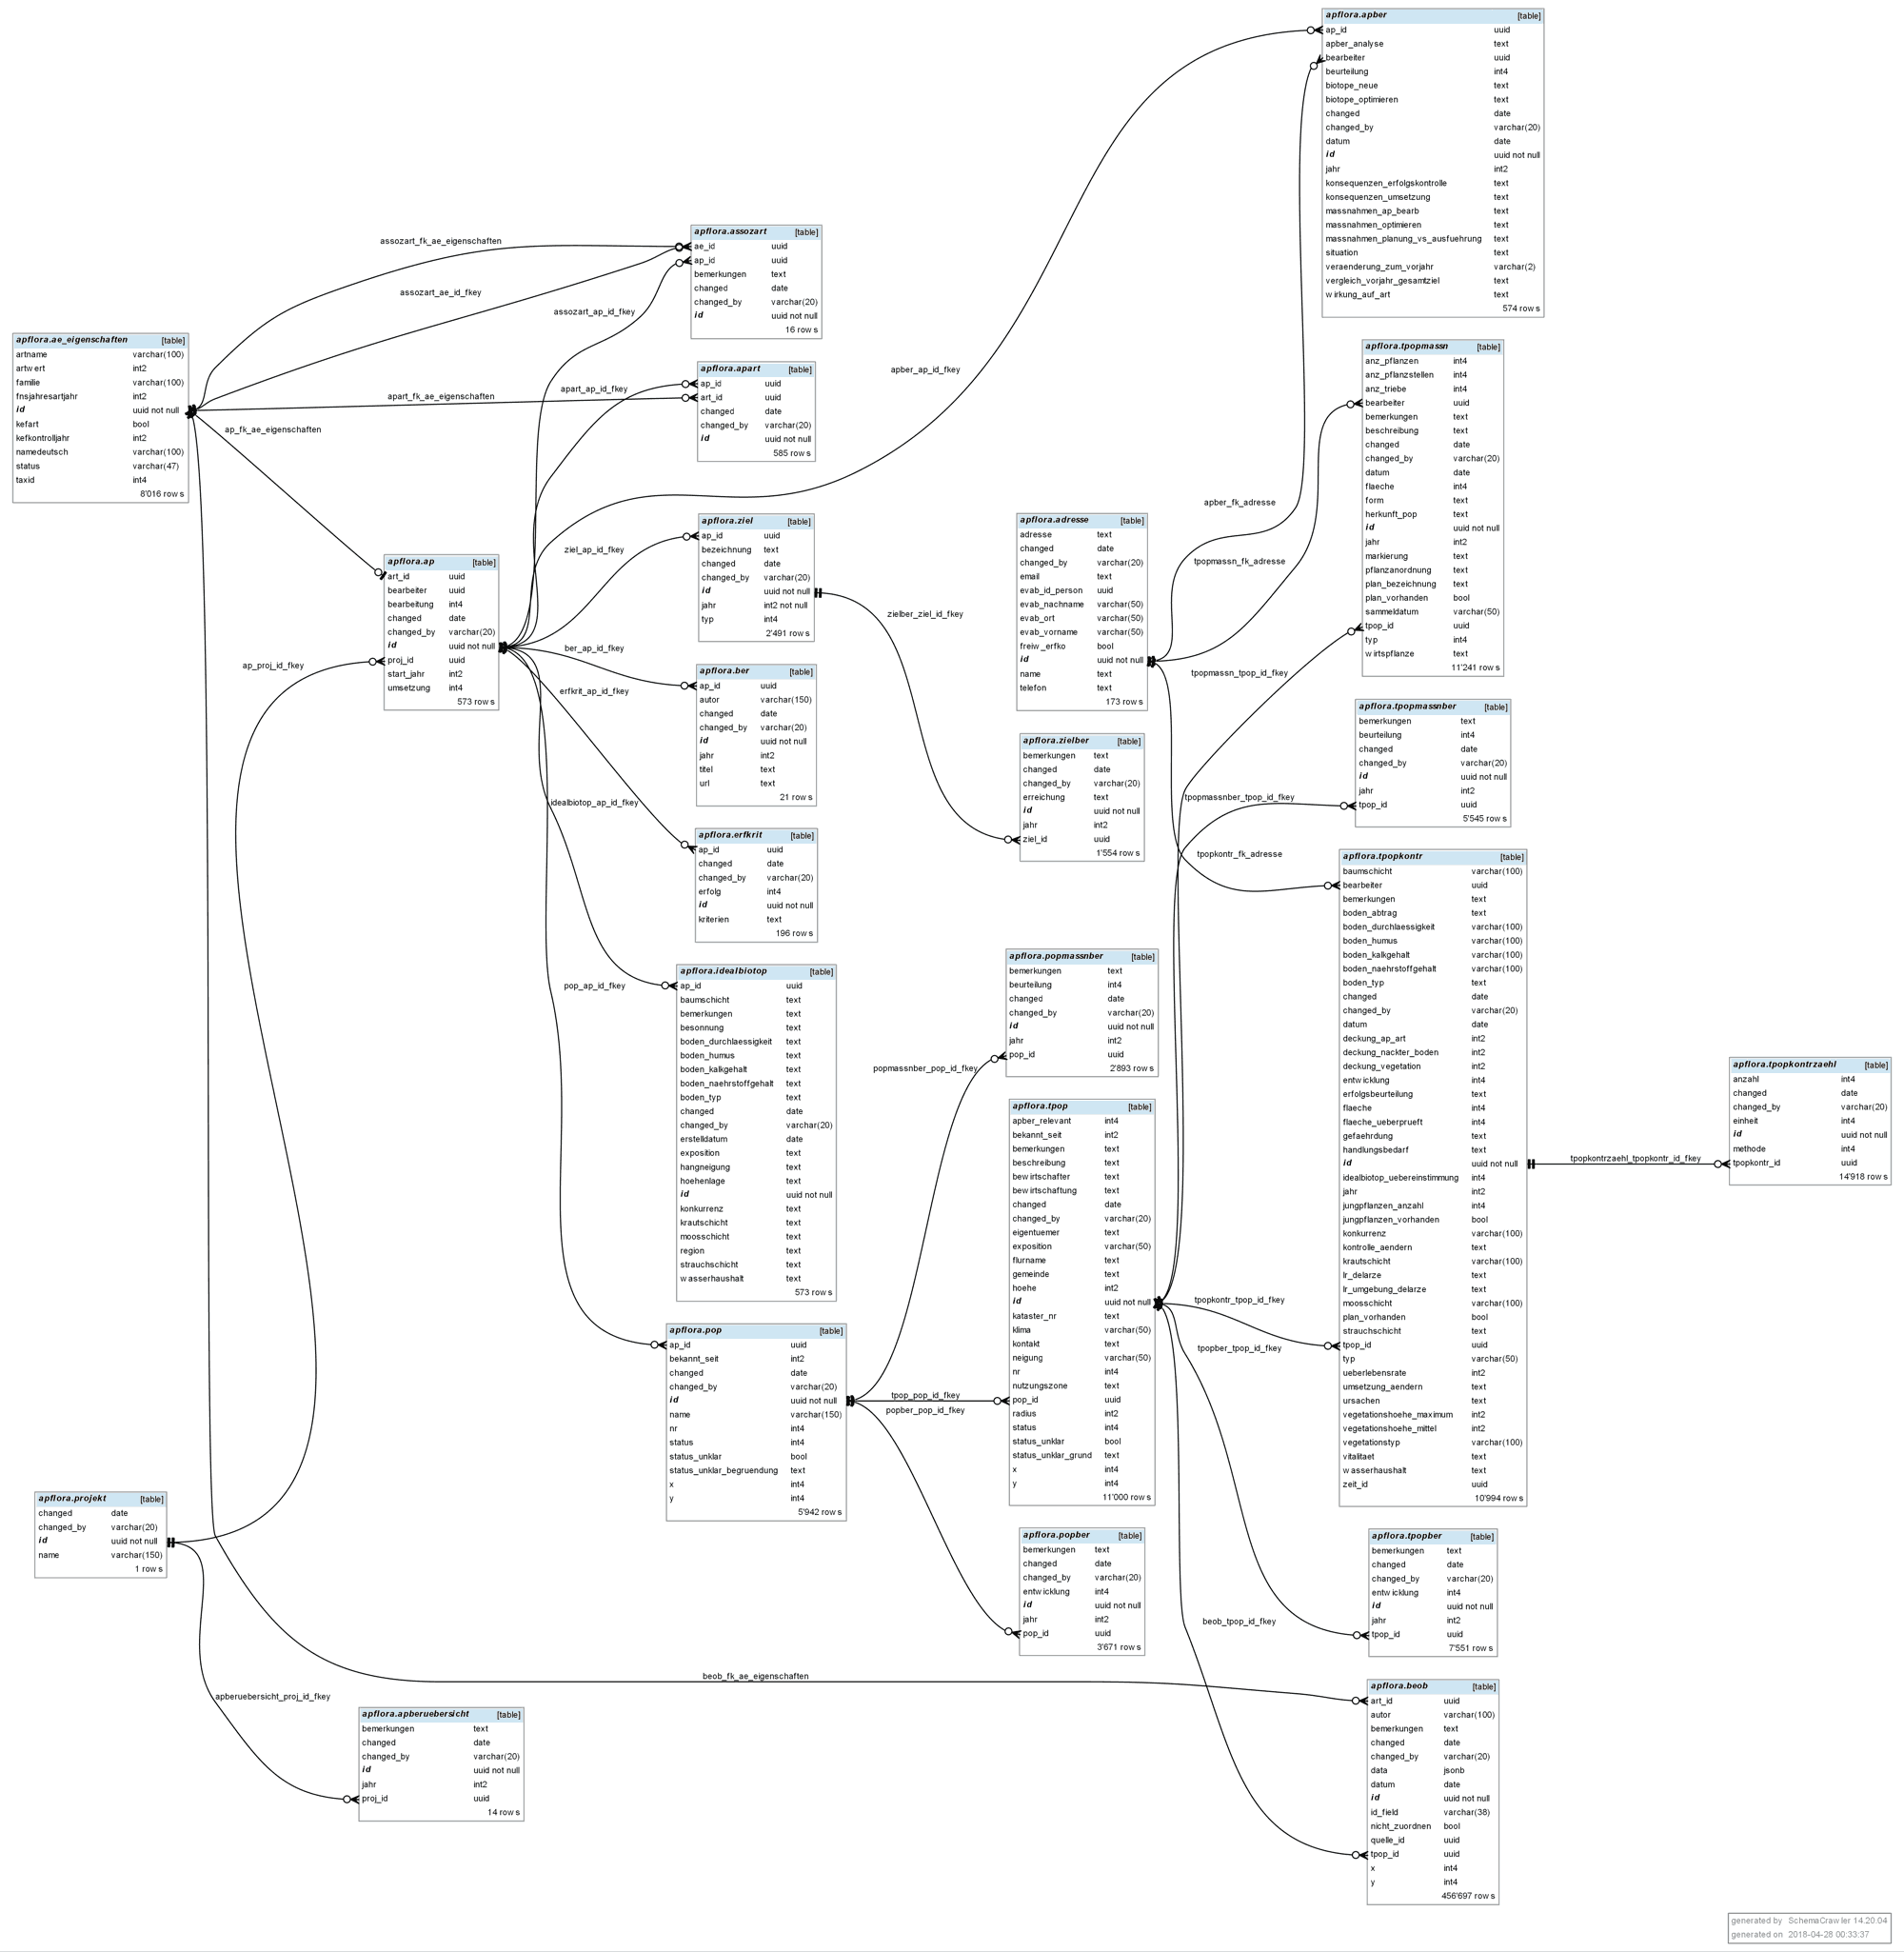 apflora.apber [table]
ap_id uuid
apber_analyse text
bearbeiter uuid
beurteilung int4
biotope_neue text
biotope_optimieren text
changed date
changed_by varchar(20)
datum date
id uuid not null
jahr int2
konsequenzen_erfolgskontrolle text
konsequenzen_umsetzung text
massnahmen_ap_bearb text
massnahmen_optimieren text
massnahmen_planung_vs_ausfuehrung text
situation text
veraenderung_zum_vorjahr varchar(2)
vergleich_vorjahr_gesamtziel text
wirkung_auf_art text
574 rows
apflora.assozart [table]
ae_id uuid
ap_id uuid
bemerkungen text
changed date
changed_by varchar(20)
id uuid not null
16 rows
assozart_fk_ae_eigenschaften
assozart_ae_id_fkey
assozart_ap_id_fkey
apflora.ae_eigenschaften [table]
artname varchar(100)
artwert int2
familie varchar(100)
fnsjahresartjahr int2
id uuid not null
kefart bool
kefkontrolljahr int2
namedeutsch varchar(100)
status varchar(47)
taxid int4
8'016 rows
apflora.apart [table]
ap_id uuid
art_id uuid
changed date
changed_by varchar(20)
id uuid not null
585 rows
apart_ap_id_fkey
apart_fk_ae_eigenschaften
ap_fk_ae_eigenschaften
apber_ap_id_fkey
apflora.tpopmassn [table]
anz_pflanzen int4
anz_pflanzstellen int4
anz_triebe int4
bearbeiter uuid
bemerkungen text
beschreibung text
changed date
changed_by varchar(20)
datum date
flaeche int4
form text
herkunft_pop text
id uuid not null
jahr int2
markierung text
pflanzanordnung text
plan_bezeichnung text
plan_vorhanden bool
sammeldatum varchar(50)
tpop_id uuid
typ int4
wirtspflanze text
11'241 rows
apber_fk_adresse
tpopmassn_fk_adresse
apflora.ziel [table]
ap_id uuid
bezeichnung text
changed date
changed_by varchar(20)
id uuid not null
jahr int2 not null
typ int4
2'491 rows
ziel_ap_id_fkey
apflora.adresse [table]
adresse text
changed date
changed_by varchar(20)
email text
evab_id_person uuid
evab_nachname varchar(50)
evab_ort varchar(50)
evab_vorname varchar(50)
freiw_erfko bool
id uuid not null
name text
telefon text
173 rows
apflora.ap [table]
art_id uuid
bearbeiter uuid
bearbeitung int4
changed date
changed_by varchar(20)
id uuid not null
proj_id uuid
start_jahr int2
umsetzung int4
573 rows
zielber_ziel_id_fkey
ber_ap_id_fkey
erfkrit_ap_id_fkey
ap_proj_id_fkey
tpopmassn_tpop_id_fkey
apflora.ber [table]
ap_id uuid
autor varchar(150)
changed date
changed_by varchar(20)
id uuid not null
jahr int2
titel text
url text
21 rows
apflora.tpopmassnber [table]
bemerkungen text
beurteilung int4
changed date
changed_by varchar(20)
id uuid not null
jahr int2
tpop_id uuid
5'545 rows
apflora.zielber [table]
bemerkungen text
changed date
changed_by varchar(20)
erreichung text
id uuid not null
jahr int2
ziel_id uuid
1'554 rows
idealbiotop_ap_id_fkey
tpopmassnber_tpop_id_fkey
tpopkontr_fk_adresse
apflora.erfkrit [table]
ap_id uuid
changed date
changed_by varchar(20)
erfolg int4
id uuid not null
kriterien text
196 rows
apflora.tpopkontr [table]
baumschicht varchar(100)
bearbeiter uuid
bemerkungen text
boden_abtrag text
boden_durchlaessigkeit varchar(100)
boden_humus varchar(100)
boden_kalkgehalt varchar(100)
boden_naehrstoffgehalt varchar(100)
boden_typ text
changed date
changed_by varchar(20)
datum date
deckung_ap_art int2
deckung_nackter_boden int2
deckung_vegetation int2
entwicklung int4
erfolgsbeurteilung text
flaeche int4
flaeche_ueberprueft int4
gefaehrdung text
handlungsbedarf text
id uuid not null
idealbiotop_uebereinstimmung int4
jahr int2
jungpflanzen_anzahl int4
jungpflanzen_vorhanden bool
konkurrenz varchar(100)
kontrolle_aendern text
krautschicht varchar(100)
lr_delarze text
lr_umgebung_delarze text
moosschicht varchar(100)
plan_vorhanden bool
strauchschicht text
tpop_id uuid
typ varchar(50)
ueberlebensrate int2
umsetzung_aendern text
ursachen text
vegetationshoehe_maximum int2
vegetationshoehe_mittel int2
vegetationstyp varchar(100)
vitalitaet text
wasserhaushalt text
zeit_id uuid
10'994 rows
apflora.idealbiotop [table]
ap_id uuid
baumschicht text
bemerkungen text
besonnung text
boden_durchlaessigkeit text
boden_humus text
boden_kalkgehalt text
boden_naehrstoffgehalt text
boden_typ text
changed date
changed_by varchar(20)
erstelldatum date
exposition text
hangneigung text
hoehenlage text
id uuid not null
konkurrenz text
krautschicht text
moosschicht text
region text
strauchschicht text
wasserhaushalt text
573 rows
pop_ap_id_fkey
apflora.popmassnber [table]
bemerkungen text
beurteilung int4
changed date
changed_by varchar(20)
id uuid not null
jahr int2
pop_id uuid
2'893 rows
popmassnber_pop_id_fkey
apflora.tpopkontrzaehl [table]
anzahl int4
changed date
changed_by varchar(20)
einheit int4
id uuid not null
methode int4
tpopkontr_id uuid
14'918 rows
tpopkontrzaehl_tpopkontr_id_fkey
apflora.tpop [table]
apber_relevant int4
bekannt_seit int2
bemerkungen text
beschreibung text
bewirtschafter text
bewirtschaftung text
changed date
changed_by varchar(20)
eigentuemer text
exposition varchar(50)
flurname text
gemeinde text
hoehe int2
id uuid not null
kataster_nr text
klima varchar(50)
kontakt text
neigung varchar(50)
nr int4
nutzungszone text
pop_id uuid
radius int2
status int4
status_unklar bool
status_unklar_grund text
x int4
y int4
11'000 rows
tpopkontr_tpop_id_fkey
tpopber_tpop_id_fkey
apflora.pop [table]
ap_id uuid
bekannt_seit int2
changed date
changed_by varchar(20)
id uuid not null
name varchar(150)
nr int4
status int4
status_unklar bool
status_unklar_begruendung text
x int4
y int4
5'942 rows
tpop_pop_id_fkey
popber_pop_id_fkey
apflora.projekt [table]
changed date
changed_by varchar(20)
id uuid not null
name varchar(150)
1 rows
apflora.popber [table]
bemerkungen text
changed date
changed_by varchar(20)
entwicklung int4
id uuid not null
jahr int2
pop_id uuid
3'671 rows
apflora.tpopber [table]
bemerkungen text
changed date
changed_by varchar(20)
entwicklung int4
id uuid not null
jahr int2
tpop_id uuid
7'551 rows
beob_tpop_id_fkey
beob_fk_ae_eigenschaften
apberuebersicht_proj_id_fkey
apflora.apberuebersicht [table]
bemerkungen text
changed date
changed_by varchar(20)
id uuid not null
jahr int2
proj_id uuid
14 rows
apflora.beob [table]
art_id uuid
autor varchar(100)
bemerkungen text
changed date
changed_by varchar(20)
data jsonb
datum date
id uuid not null
id_field varchar(38)
nicht_zuordnen bool
quelle_id uuid
tpop_id uuid
x int4
y int4
456'697 rows
generated by SchemaCrawler 14.20.04
generated on 2018-04-28 00:33:37